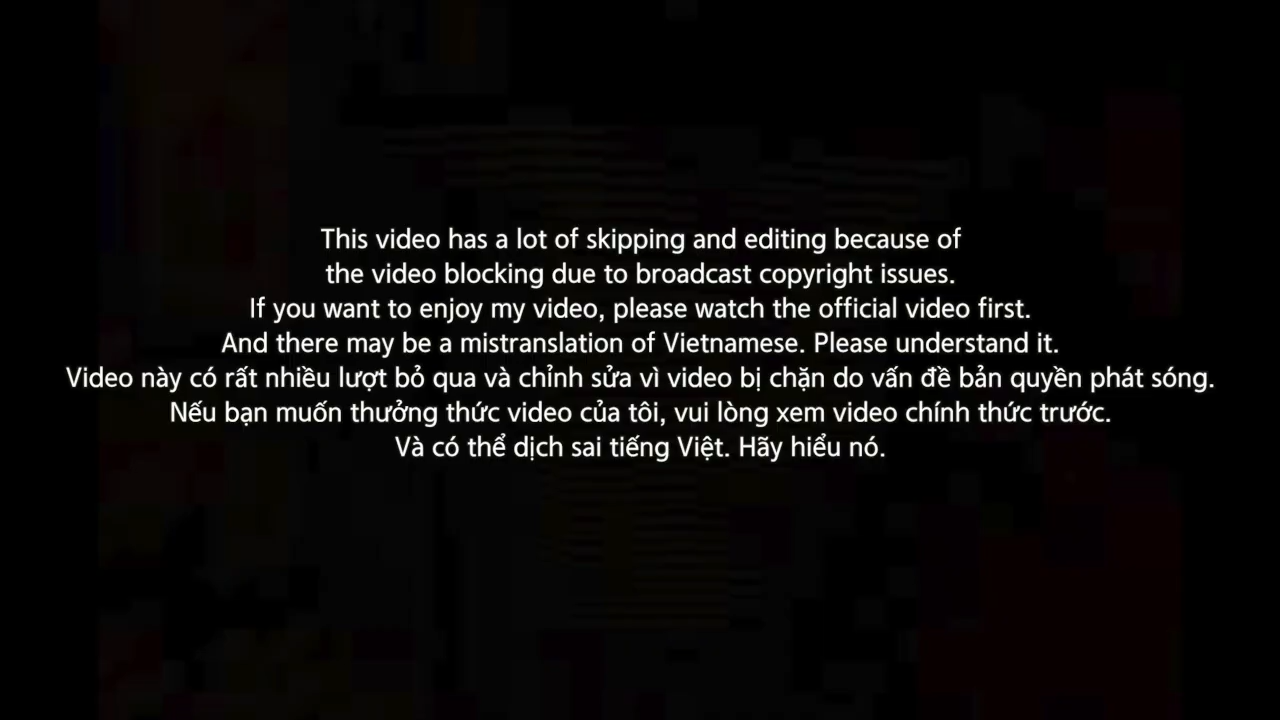 This video has a lot of skipping and editing because of
the video blocking due to broadcast copyright issues.
If you want to enjoy my video, please watch the official video first.
And there may be a mistranslation of Vietnamese. Please understand it.
Video này có rất nhiều lượt bỏ qua và chỉnh sửa vì video bị chặn do vấn đề bản quyền phát sóng.
Nếu bạn muốn thưởng thức video của tôi, vui lòng xem video chính thức trước.
Và có thể dịch sai tiếng Việt. Hãy hiểu nó.